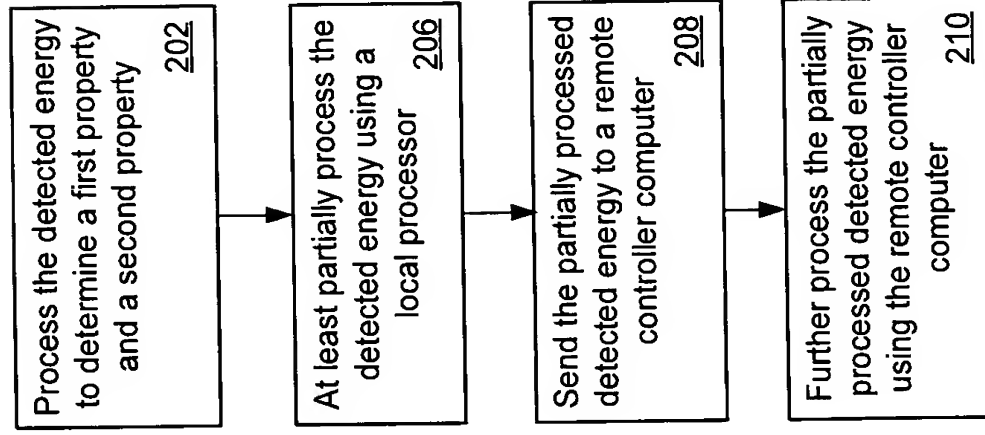 Process the detected energy
to determine a first property
and a second property
202
At least partially process the
detected energy using a
local processor
206
Send the partially processed
detected energy to a remote
controller computer
208
Further process the partially
processed detected energy
using the remote controller
computer
210